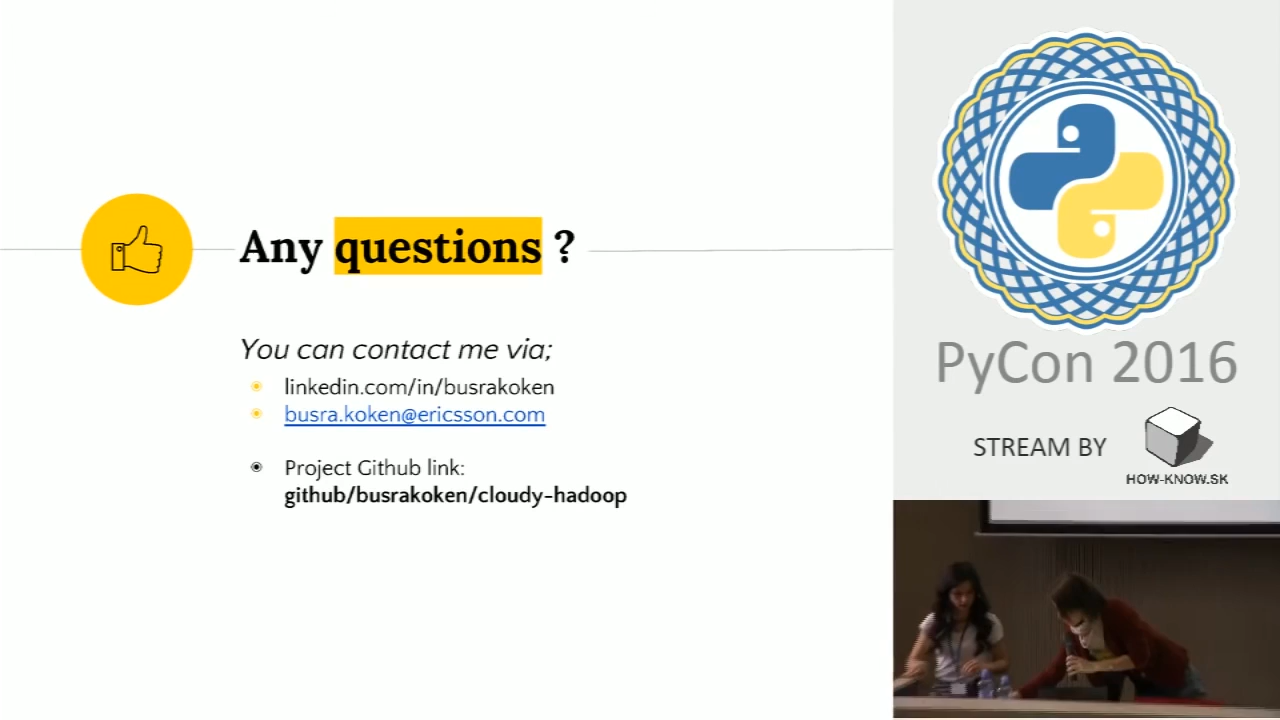 Any questions ?
You can contact me via;
linkedin.com/in/busrakoken
busra.koken@ericsson.com
Project Github link:
github/busrakoken/cloudy-hadoop
PyCon 2016
STREAM BY
HOW-KNOW.SK